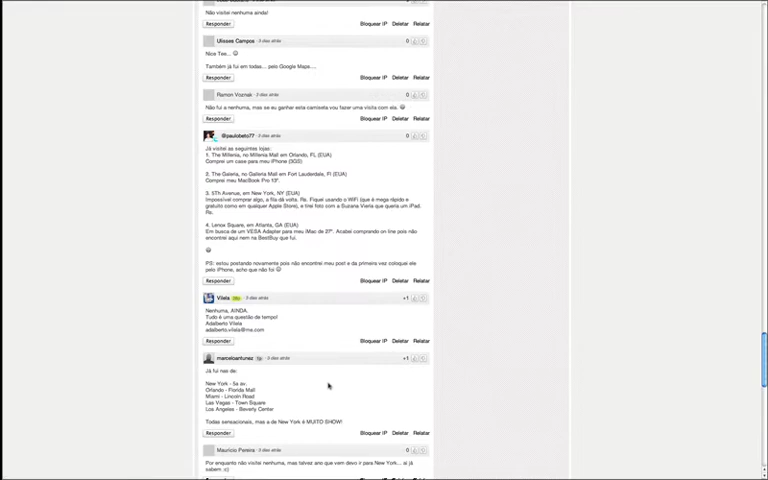 Não visitei nenhuma ainda!
Responder Bloquear IP Deletar Relatar
Ulisses Campos · 3 dias atrás 0
Nice Tee...
Também já fui em todas... pelo Google Maps....
Responder Bloquear IP Deletar Relatar
Ramon Voznak · 3 dias atrás 0
Não fui a nenhuma, mas se eu ganhar esta camiseta vou fazer uma visita com ela.
Responder Bloquear IP Deletar Relatar
@paulobeto77 · 3 dias atrás 0
Já visitei as seguintes lojas:
1. The Millenia, no Millenia Mall em Orlando, FL (EUA)
Comprei um case para meu iPhone (3GS)
2. The Galeria, no Galleria Mall em Fort Lauderdale, Fl (EUA)
Comprei meu MacBook Pro 13".
3. 5Th Avenue, em New York, NY (EUA)
Impossível comprar algo, a fila dá volta. Rs. Fiquei usando o WiFi (que é mega rápido e
gratuito como em qualquer Apple Store), e tirei foto com a Suzana Vieria que queria um iPad.
Rs.
4. Lenox Square, em Atlanta, GA (EUA)
Em busca de um VESA Adapter para meu iMac de 27". Acabei comprando on line pois não
encontrei aqui nem na BestBuy que fui.
PS: estou postando novamente pois não encontrei meu post e da primeira vez coloquei ele
pelo iPhone, acho que não foi
Responder Bloquear IP Deletar Relatar
Vilela · 3 dias atrás +1
Nenhuma, AINDA.
Tudo é uma questão de tempo!
Adalberto Vilela
adalberto.vilela@me.com
Responder Bloquear IP Deletar Relatar
marceloantunez · 3 dias atrás +1
Já fui nas de:
New York - 5a av.
Orlando - Florida Mall
Miami - Lincoln Road
Las Vegas - Town Square
Los Angeles - Beverly Center
Todas sensacionais, mas a de New York é MUITO SHOW!
Responder Bloquear IP Deletar Relatar
Mauricio Pereira · 3 dias atrás 0
Por enquanto não visitei nenhuma, mas talvez ano que vem devo ir para New York... ai já
sabem :c)